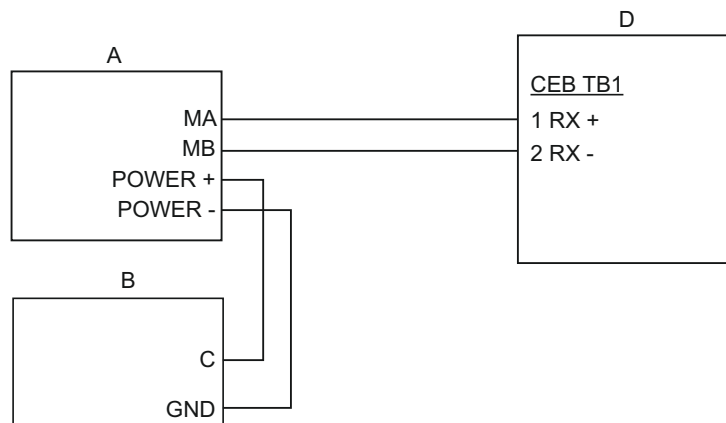 A
MA
MB
POWER +
POWER -
B
C
GND
D
CEB TB1
1 RX +
2 RX -